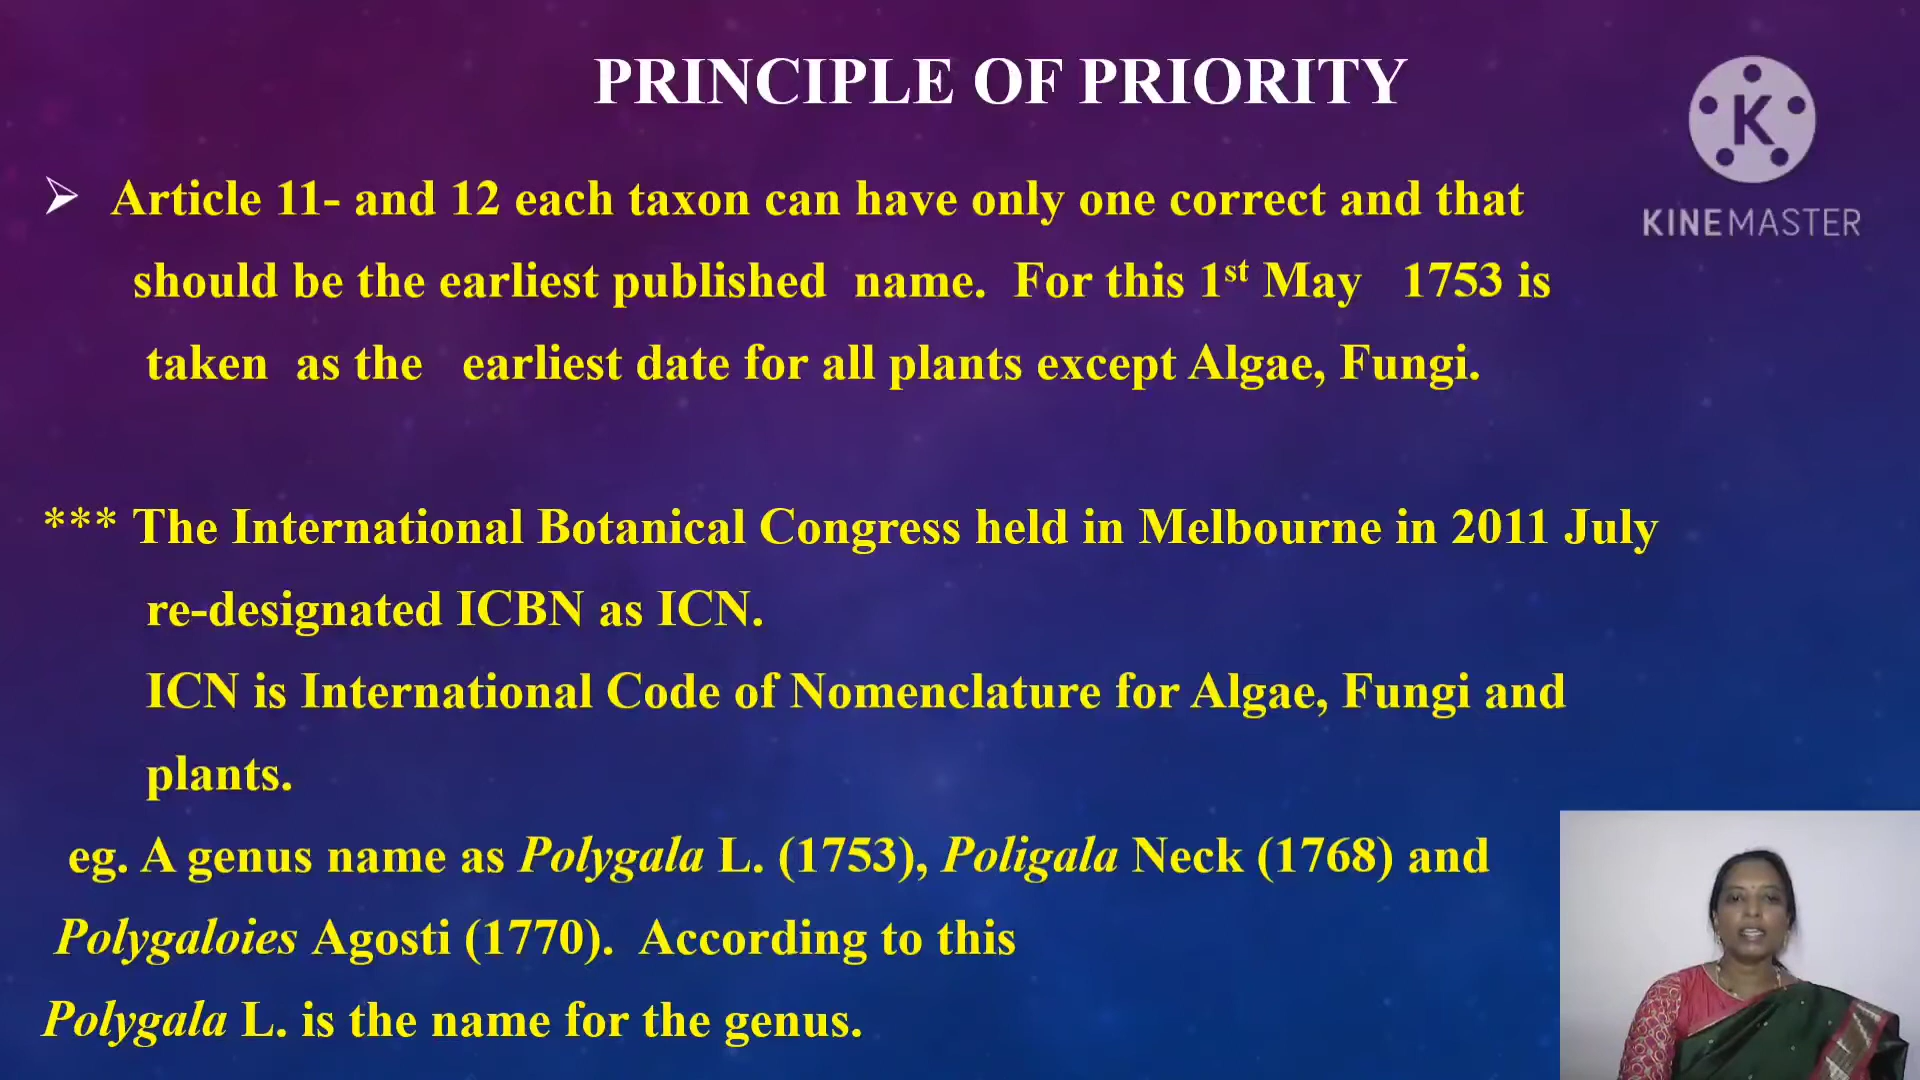 PRINCIPLE OF PRIORITY
K
KINEMASTER
➢ Article 11- and 12 each taxon can have only one correct and that
should be the earliest published name. For this 1st May 1753 is
taken as the earliest date for all plants except Algae, Fungi.
*** The International Botanical Congress held in Melbourne in 2011 July
re-designated ICBN as ICN.
ICN is International Code of Nomenclature for Algae, Fungi and
plants.
eg. A genus name as Polygala L. (1753), Poligala Neck (1768) and
Polygaloies Agosti (1770). According to this
Polygala L. is the name for the genus.